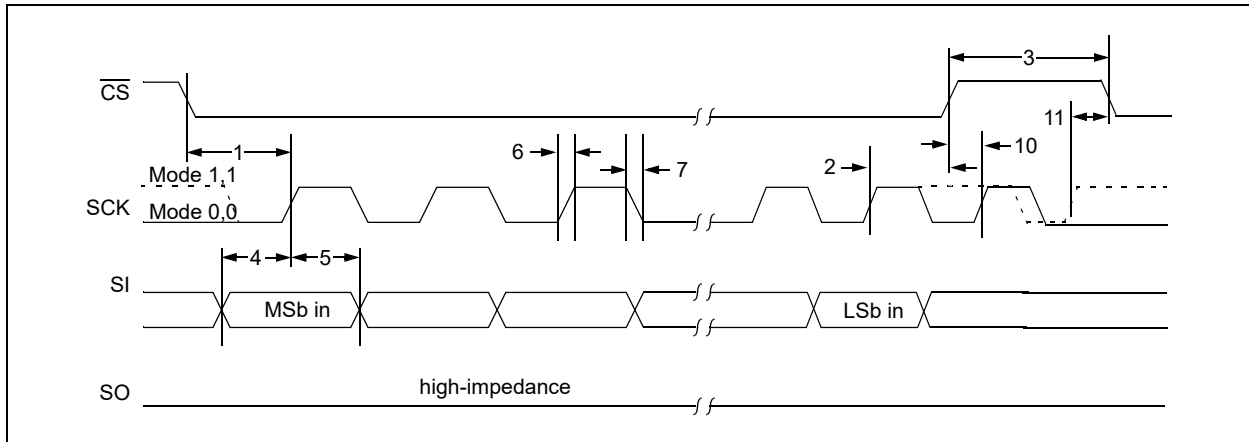 3
CS
11
1
6
7
2
10
Mode 1,1
SCK
Mode 0,0
4
5
SI
MSb in
LSb in
SO
high-impedance